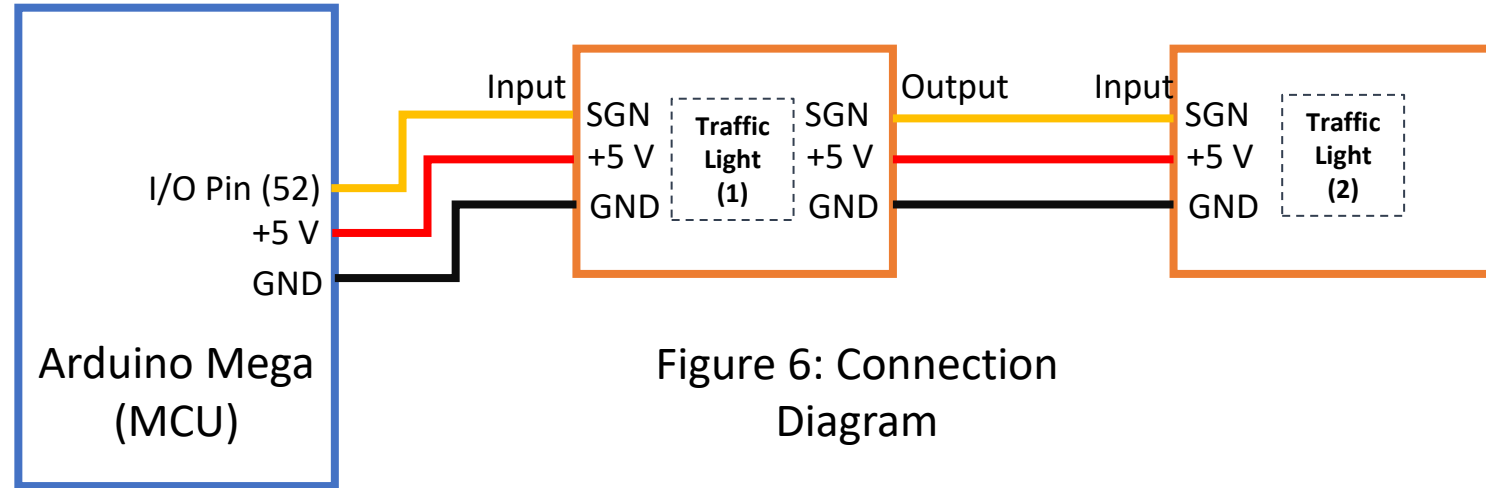 I/O Pin (52)
+5 V
GND
Arduino Mega
(MCU)
Input
SGN
+5 V
GND
Traffic
Light
(1)
SGN
+5 V
GND
Output
Input
SGN
+5 V
GND
Traffic
Light
(2)
Figure 6: Connection
Diagram